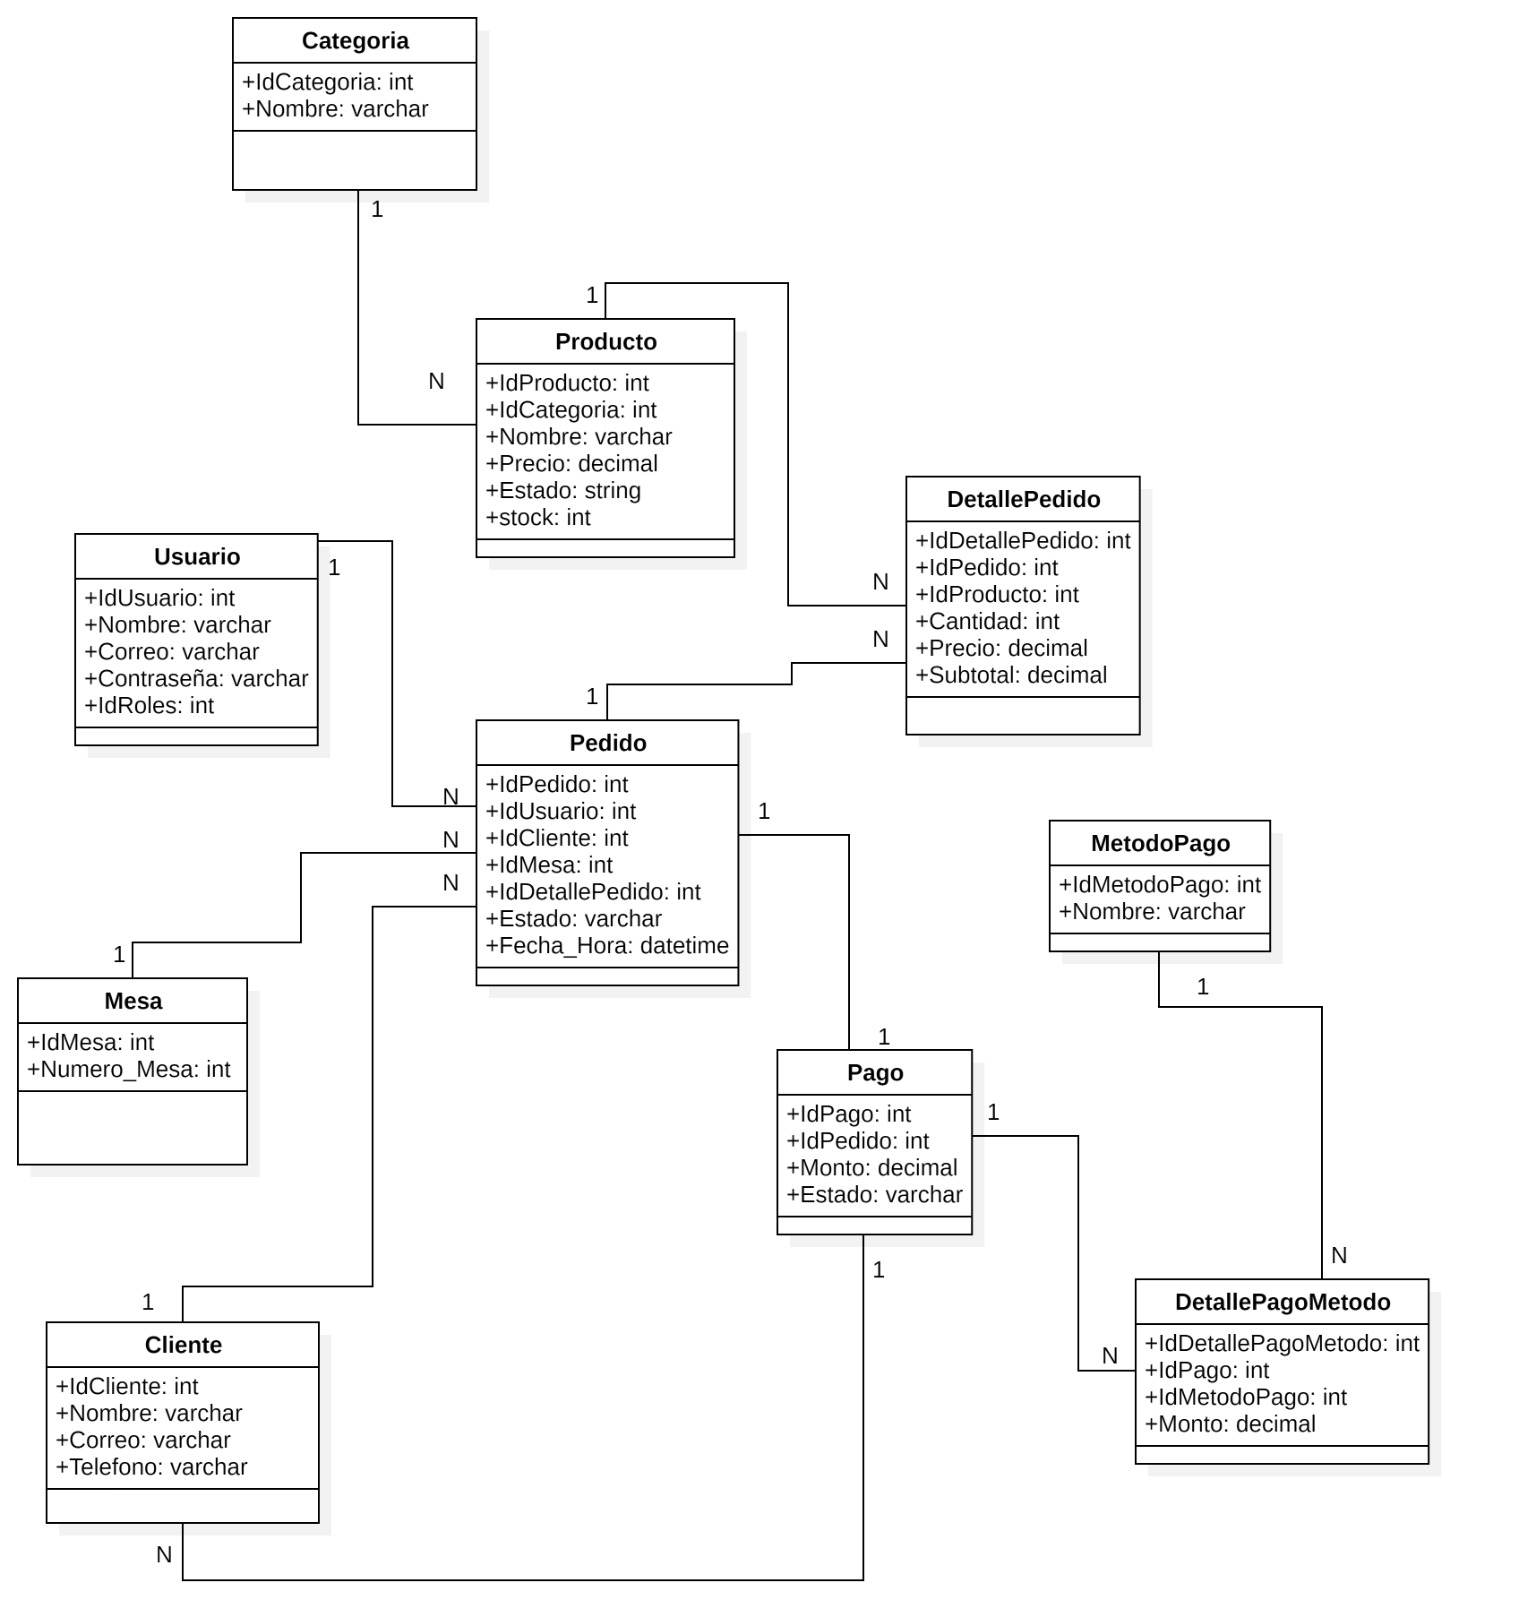 Categoria
+IdCategoria: int
+Nombre: varchar
1
1
Producto
N
+IdProducto: int
+IdCategoria: int
+Nombre: varchar
+Precio: decimal
+Estado: string
+stock: int
DetallePedido
+IdDetallePedido: int
+IdPedido: int
+IdProducto: int
+Cantidad: int
+Precio: decimal
+Subtotal: decimal
N
N
Usuario
1
+IdUsuario: int
+Nombre: varchar
+Correo: varchar
+Contraseña: varchar
+IdRoles: int
1
Pedido
+IdPedido: int
+IdUsuario: int
+IdCliente: int
+IdMesa: int
+IdDetallePedido: int
+Estado: varchar
+Fecha_Hora: datetime
N
N
N
1
MetodoPago
+IdMetodoPago: int
+Nombre: varchar
1
1
Mesa
+IdMesa: int
+Numero_Mesa: int
1
Pago
+IdPago: int
+IdPedido: int
+Monto: decimal
+Estado: varchar
1
1
N
DetallePagoMetodo
N
+IdDetallePagoMetodo: int
+IdPago: int
+IdMetodoPago: int
+Monto: decimal
1
Cliente
+IdCliente: int
+Nombre: varchar
+Correo: varchar
+Telefono: varchar
N